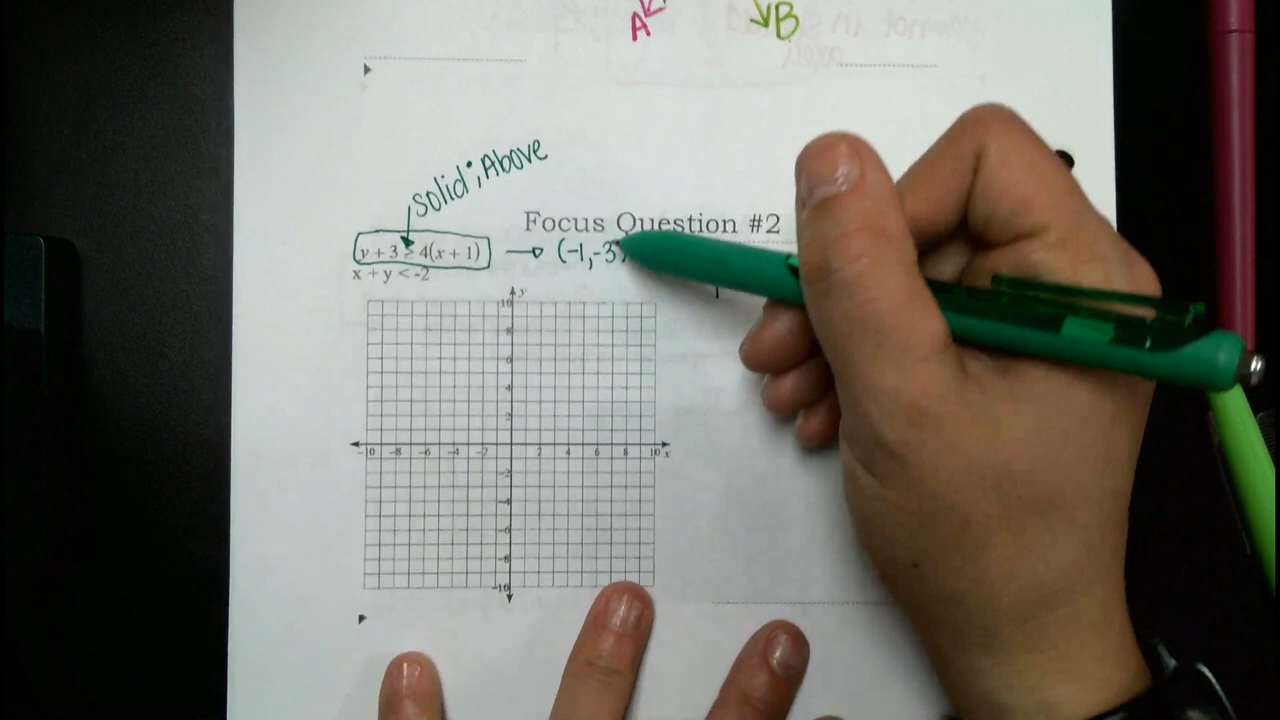 A B
solid; Above
Focus Question #2
y + 3 ≥ 4(x + 1) → (-1,-3)
x + y < -2
10 y
8
6
4
2
-10 -8 -6 -4 -2 2 4 6 8 10 x
-2
-4
-6
-8
-10